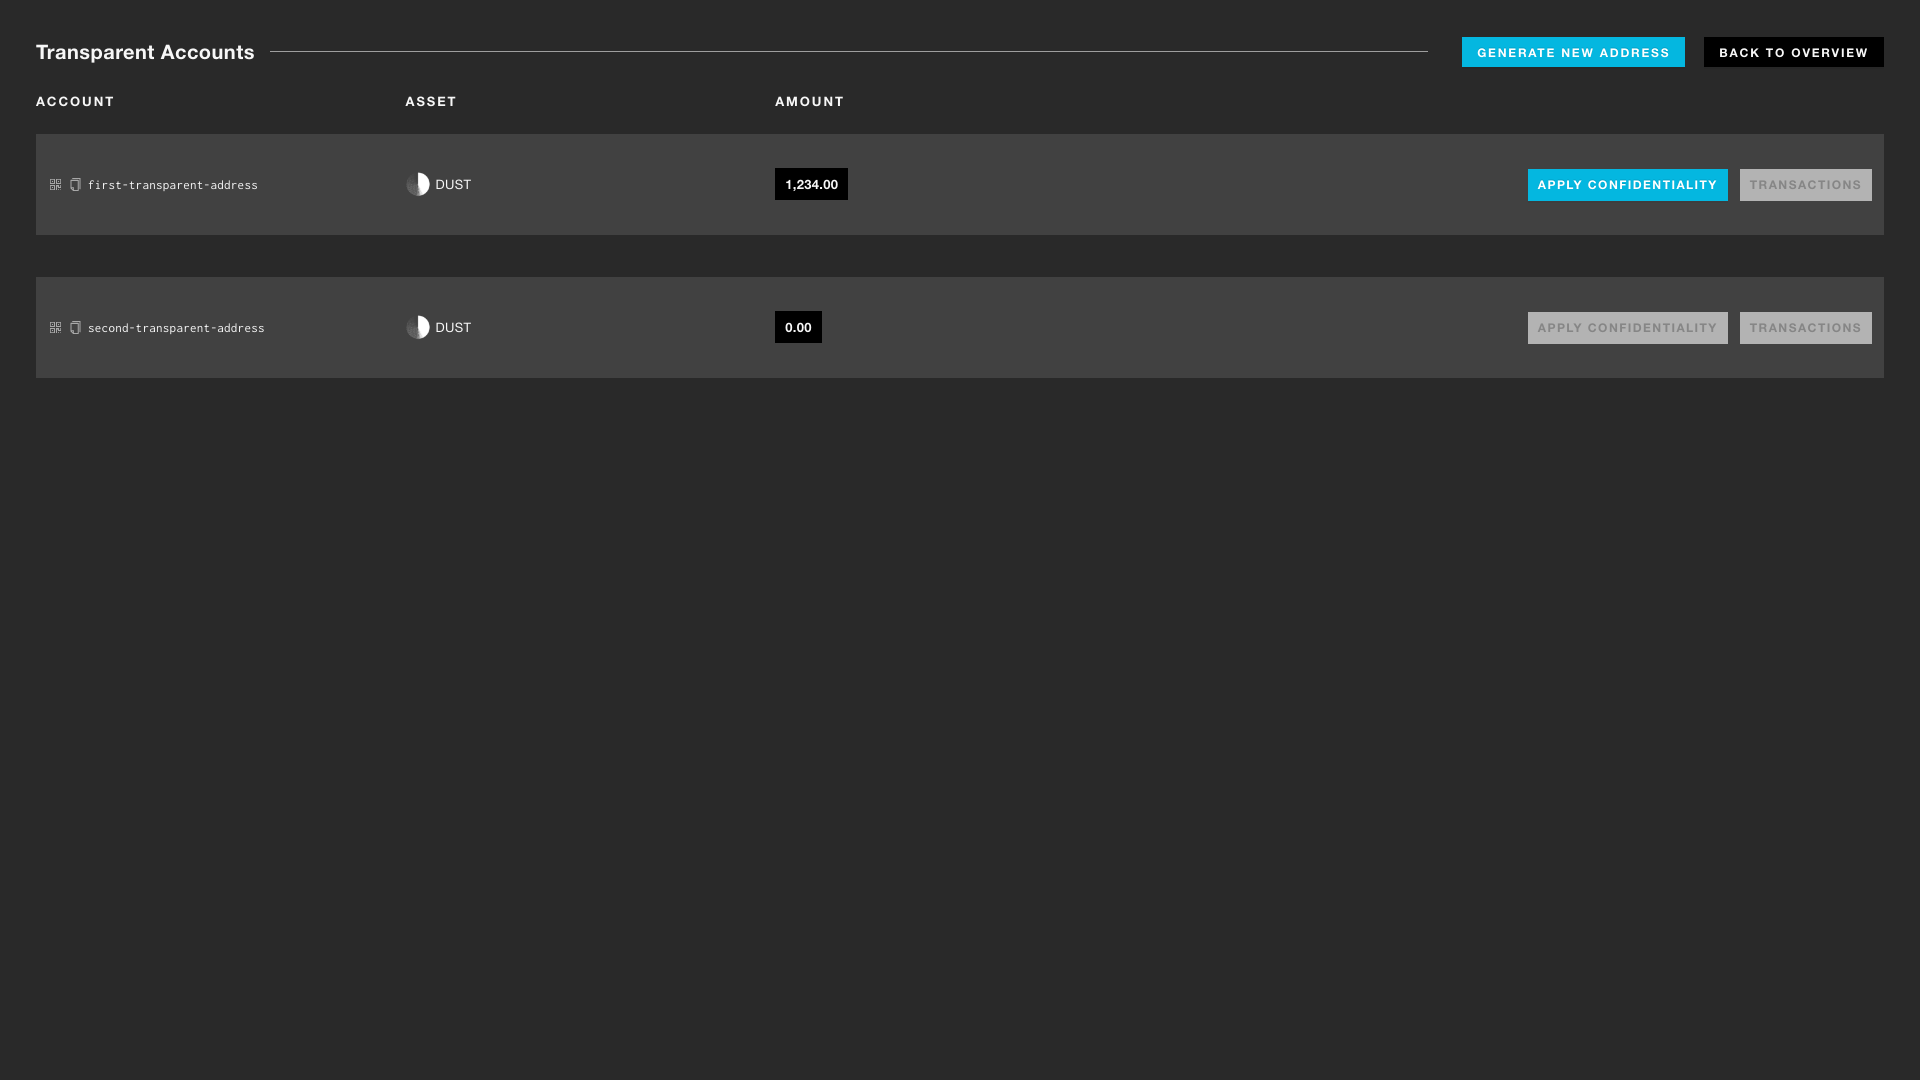 Transparent Accounts GENERATE NEW ADDRESS BACK TO OVERVIEW
ACCOUNT ASSET AMOUNT
first-transparent-address DUST 1,234.00 APPLY CONFIDENTIALITY TRANSACTIONS
second-transparent-address DUST 0.00 APPLY CONFIDENTIALITY TRANSACTIONS